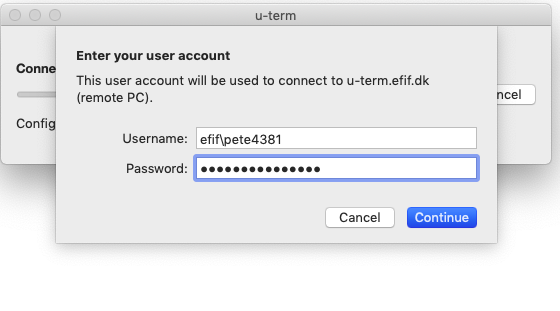 u-term
Enter your user account
Conne
This user account will be used to connect to u-term.efif.dk
(remote PC).
ncel
Config
Username: efif\pete4381
Password: ●●●●●●●●●●●●●●●
Cancel Continue